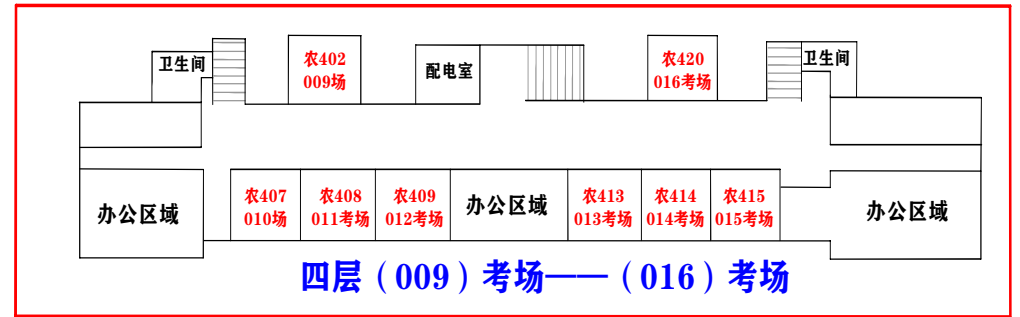 卫生间
农402
009场
配电室
农420
016考场
卫生间
办公区域
农407
010场
农408
011考场
农409
012考场
办公区域
农413
013考场
农414
014考场
农415
015考场
办公区域
四层（009）考场——（016）考场